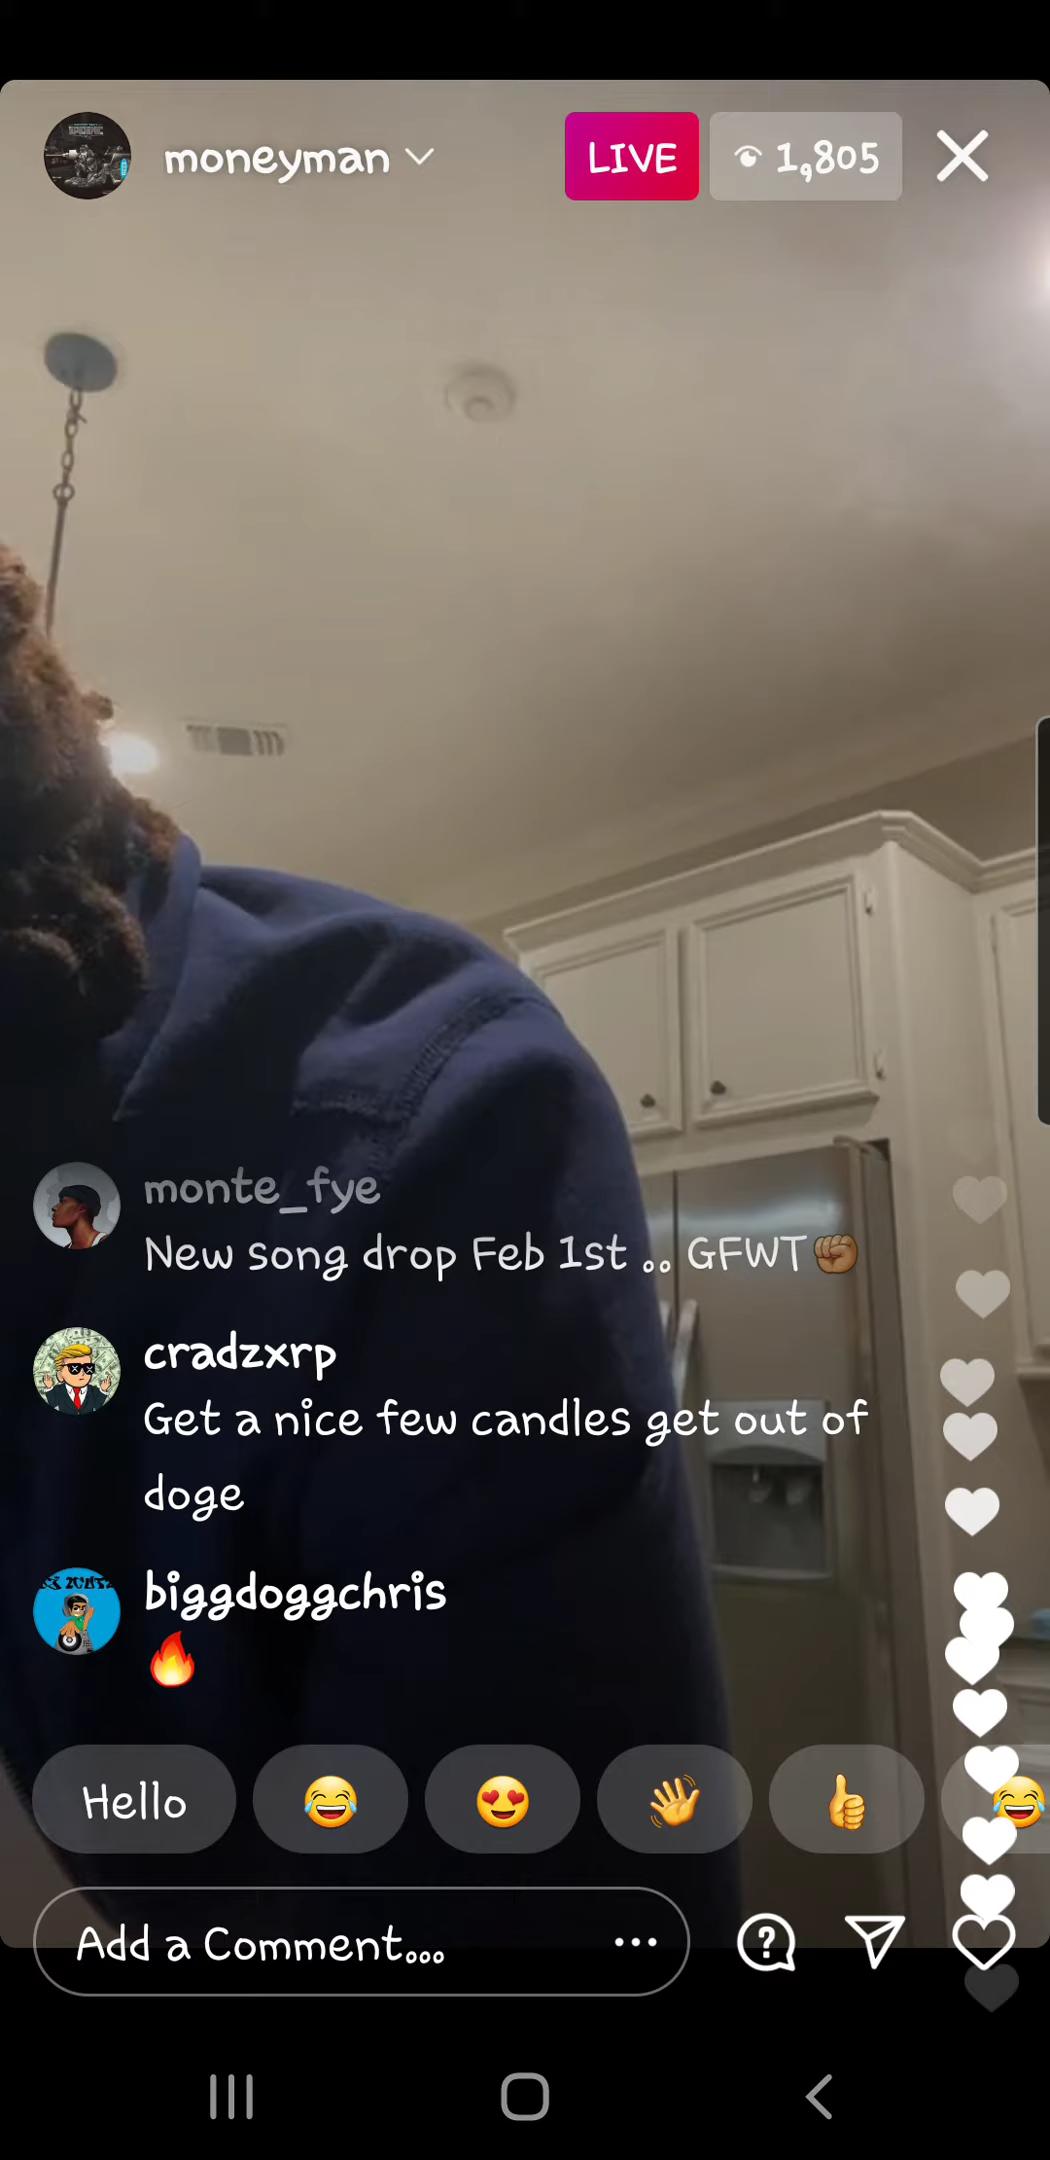 moneyman
LIVE
1,805
monte_fye
New song drop Feb 1st .. GFWT✊🏽
cradzxrp
Get a nice few candles get out of
doge
biggdoggchris
🔥
Hello 😂 😍 👋 👍 😂
Add a Comment...